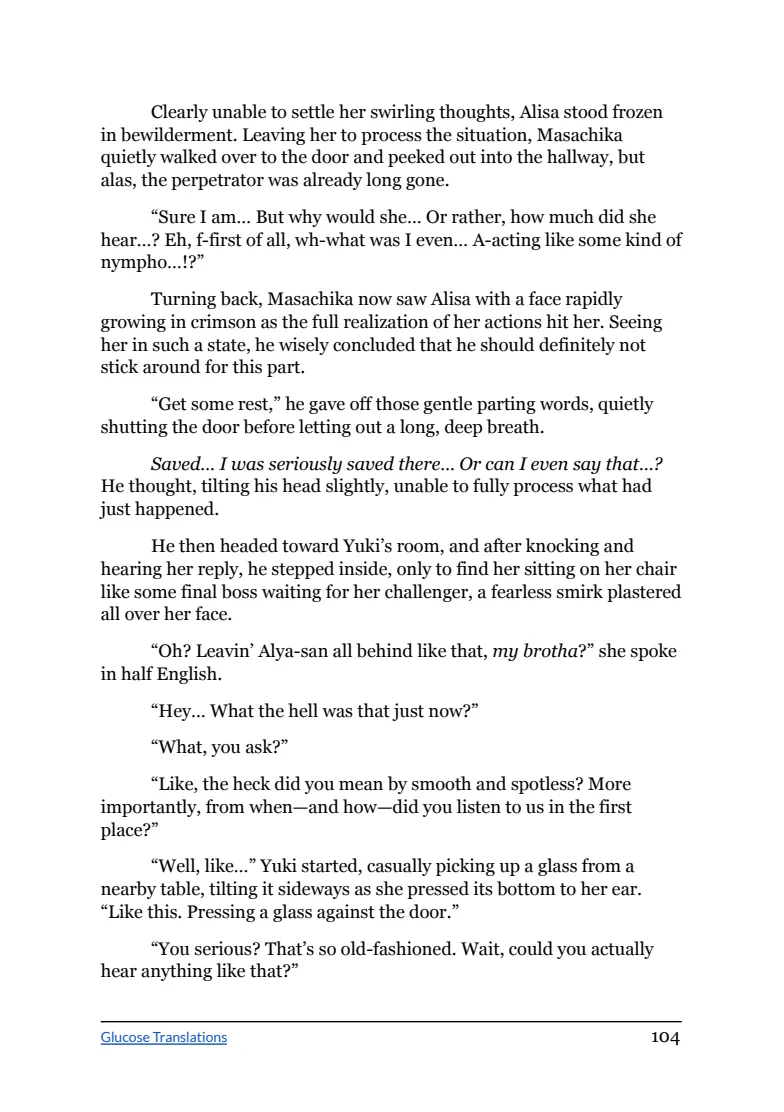 Clearly unable to settle her swirling thoughts, Alisa stood frozen
in bewilderment. Leaving her to process the situation, Masachika
quietly walked over to the door and peeked out into the hallway, but
alas, the perpetrator was already long gone.
“Sure I am... But why would she... Or rather, how much did she
hear...? Eh, f-first of all, wh-what was I even... A-acting like some kind of
nympho...!?”
Turning back, Masachika now saw Alisa with a face rapidly
growing in crimson as the full realization of her actions hit her. Seeing
her in such a state, he wisely concluded that he should definitely not
stick around for this part.
“Get some rest,” he gave off those gentle parting words, quietly
shutting the door before letting out a long, deep breath.
Saved... I was seriously saved there... Or can I even say that...?
He thought, tilting his head slightly, unable to fully process what had
just happened.
He then headed toward Yuki’s room, and after knocking and
hearing her reply, he stepped inside, only to find her sitting on her chair
like some final boss waiting for her challenger, a fearless smirk plastered
all over her face.
“Oh? Leavin’ Alya-san all behind like that, my brotha?” she spoke
in half English.
“Hey... What the hell was that just now?”
“What, you ask?”
“Like, the heck did you mean by smooth and spotless? More
importantly, from when—and how—did you listen to us in the first
place?”
“Well, like...” Yuki started, casually picking up a glass from a
nearby table, tilting it sideways as she pressed its bottom to her ear.
“Like this. Pressing a glass against the door.”
“You serious? That’s so old-fashioned. Wait, could you actually
hear anything like that?”
Glucose Translations
104